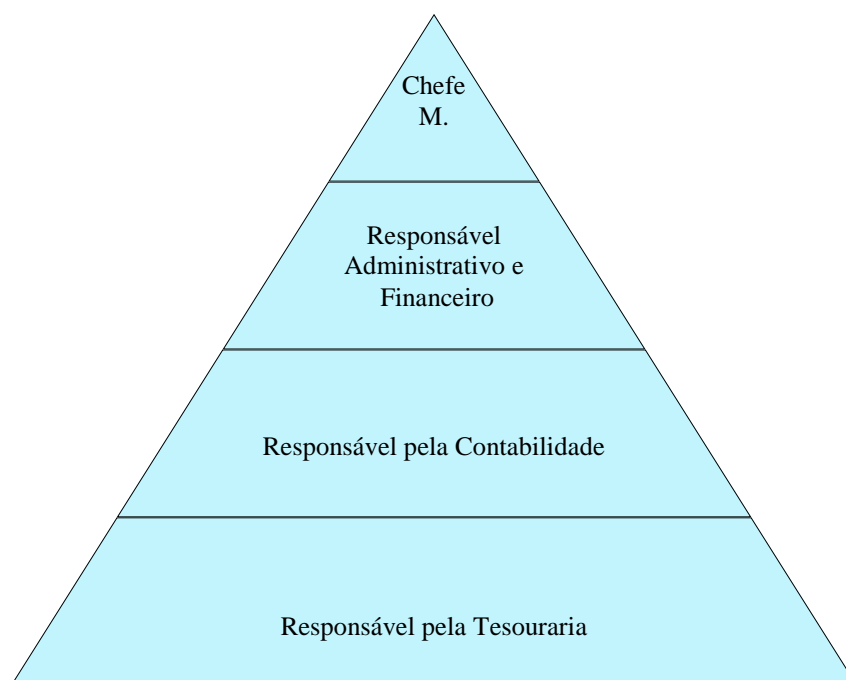 Chefe
M.
Responsável
Administrativo e
Financeiro
Responsável pela Contabilidade
Responsável pela Tesouraria